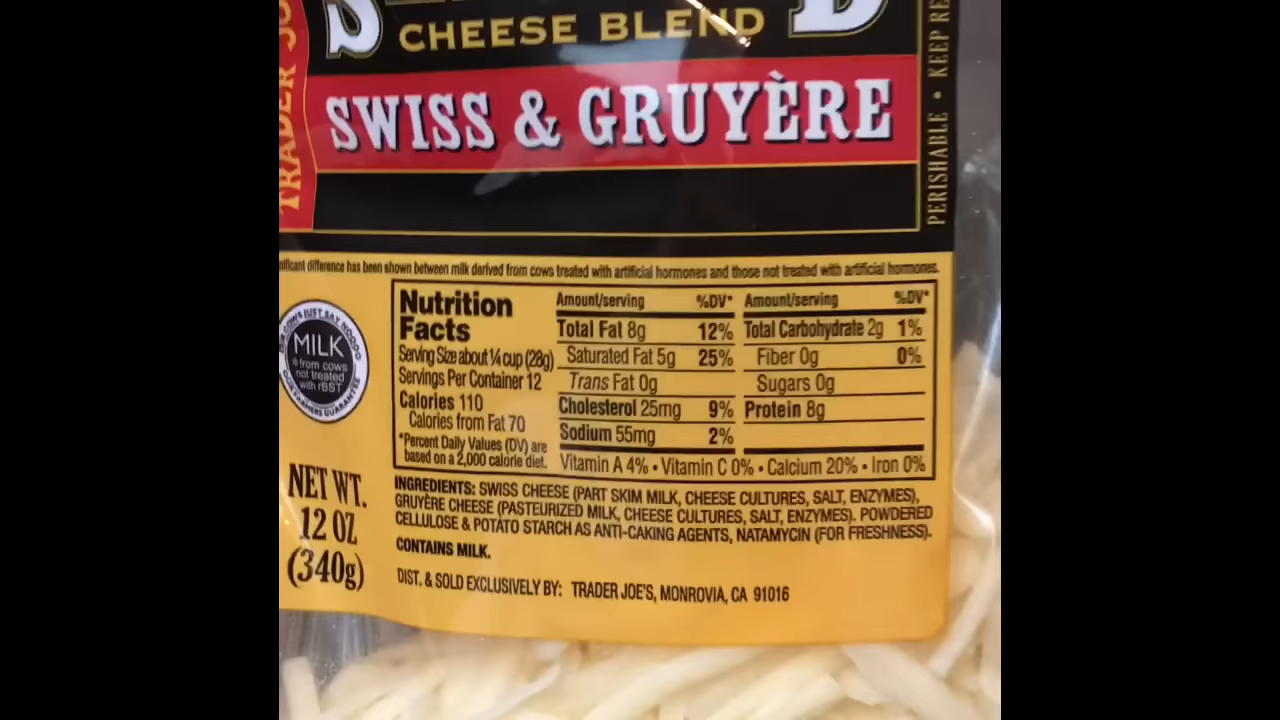 TRADER JO
CHEESE BLEND
SWISS & GRUYÈRE
PERISHABLE • KEEP RE
difference has been shown between milk derived from cows treated with artificial hormones and those not treated with artificial hormones.
MILK
from cows
not treated
with rBST
OUR FARMERS GUARANTEE
NET WT.
12 OZ
(340g)
Nutrition
Facts
Serving Size about ¼ cup (28g)
Servings Per Container 12
Calories 110
Calories from Fat 70
*Percent Daily Values (DV) are
based on a 2,000 calorie diet.
Amount/serving %DV*
Total Fat 8g 12%
Saturated Fat 5g 25%
Trans Fat 0g
Cholesterol 25mg 9%
Sodium 55mg 2%
Amount/serving %DV*
Total Carbohydrate 2g 1%
Fiber 0g 0%
Sugars 0g
Protein 8g
Vitamin A 4% • Vitamin C 0% • Calcium 20% • Iron 0%
INGREDIENTS: SWISS CHEESE (PART SKIM MILK, CHEESE CULTURES, SALT, ENZYMES),
GRUYÈRE CHEESE (PASTEURIZED MILK, CHEESE CULTURES, SALT, ENZYMES). POWDERED
CELLULOSE & POTATO STARCH AS ANTI-CAKING AGENTS, NATAMYCIN (FOR FRESHNESS).
CONTAINS MILK.
DIST. & SOLD EXCLUSIVELY BY: TRADER JOE'S, MONROVIA, CA 91016